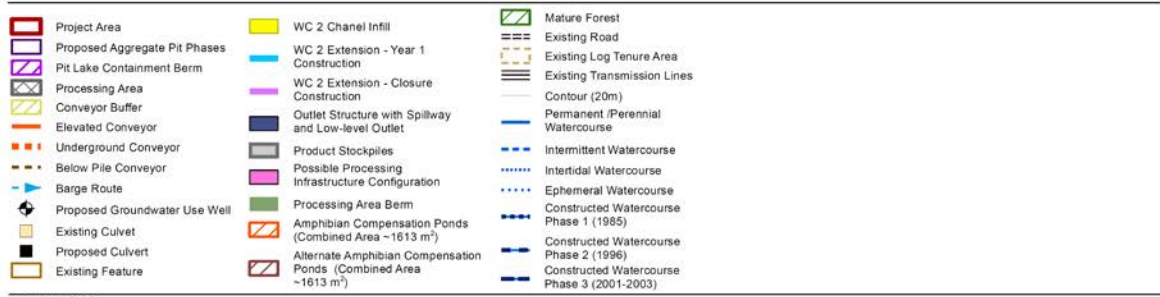 Project Area
Proposed Aggregate Pit Phases
Pit Lake Containment Berm
Processing Area
Conveyor Buffer
Elevated Conveyor
Underground Conveyor
Below Pile Conveyor
Barge Route
Proposed Groundwater Use Well
Existing Culvet
Proposed Culvert
Existing Feature
WC 2 Chanel Infill
WC 2 Extension - Year 1
Construction
WC 2 Extension - Closure
Construction
Outlet Structure with Spillway
and Low-level Outlet
Product Stockpiles
Possible Processing
Infrastructure Configuration
Processing Area Berm
Amphibian Compensation Ponds
(Combined Area ~1613 m²)
Alternate Amphibian Compensation
Ponds (Combined Area
~1613 m²)
Mature Forest
Existing Road
Existing Log Tenure Area
Existing Transmission Lines
Contour (20m)
Permanent /Perennial
Watercourse
Intermittent Watercourse
Intertidal Watercourse
Ephemeral Watercourse
Constructed Watercourse
Phase 1 (1985)
Constructed Watercourse
Phase 2 (1996)
Constructed Watercourse
Phase 3 (2001-2003)